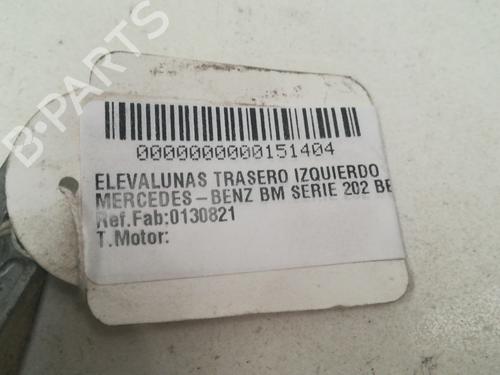 B-PARTS
0000000000151404
ELEVALUNAS TRASERO IZQUIERDO
MERCEDES-BENZ BM SERIE 202 BE
Ref.Fab:0130821
T.Motor: